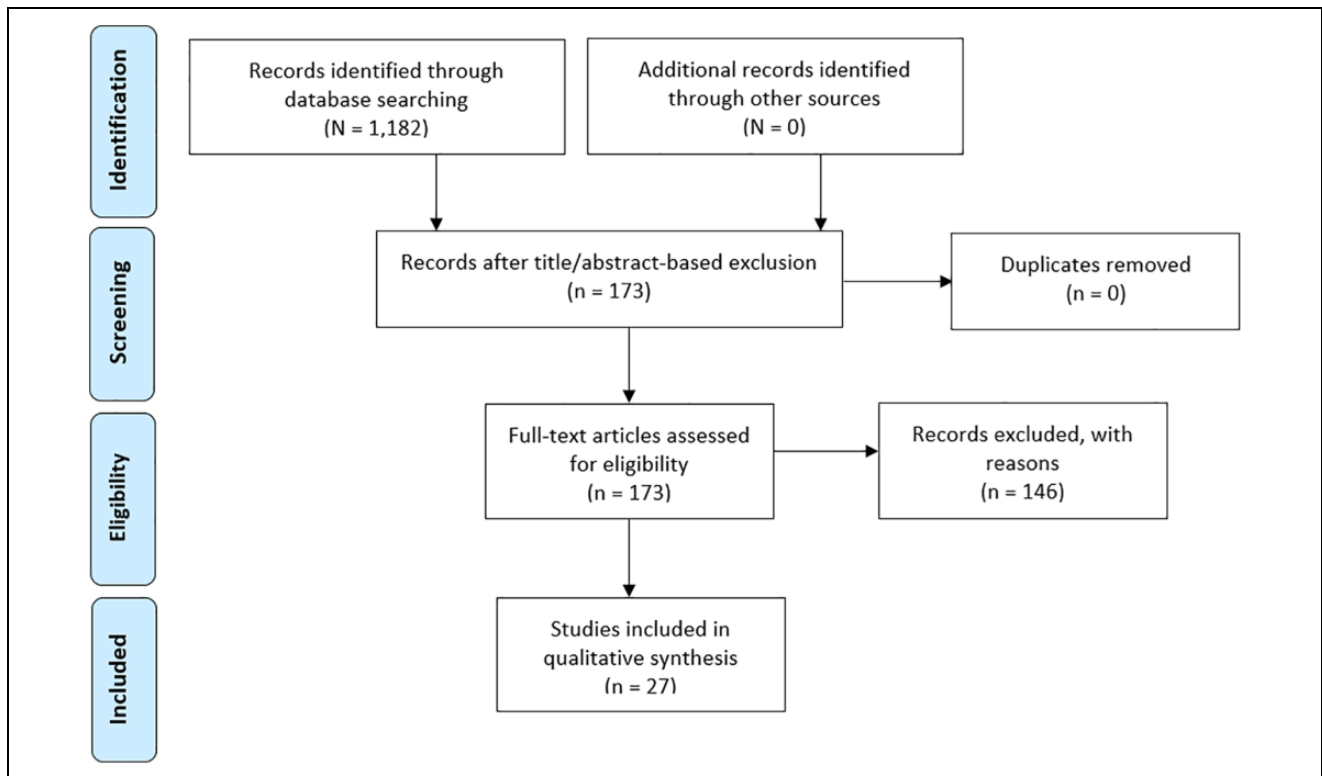 Identification
Records identified through
database searching
(N = 1,182)
Additional records identified
through other sources
(N = 0)
Screening
Records after title/abstract-based exclusion
(n = 173)
Duplicates removed
(n = 0)
Eligibility
Full-text articles assessed
for eligibility
(n = 173)
Records excluded, with
reasons
(n = 146)
Included
Studies included in
qualitative synthesis
(n = 27)